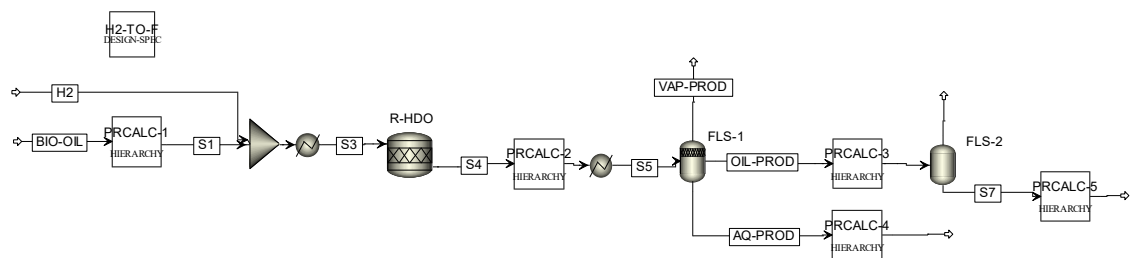 H2-TO-F
DESIGN-SPEC
H2
BIO-OIL
PRCALC-1
HIERARCHY
S1
S3
R-HDO
S4
PRCALC-2
HIERARCHY
S5
VAP-PROD
FLS-1
OIL-PROD
AQ-PROD
PRCALC-3
HIERARCHY
PRCALC-4
HIERARCHY
FLS-2
S7
PRCALC-5
HIERARCHY